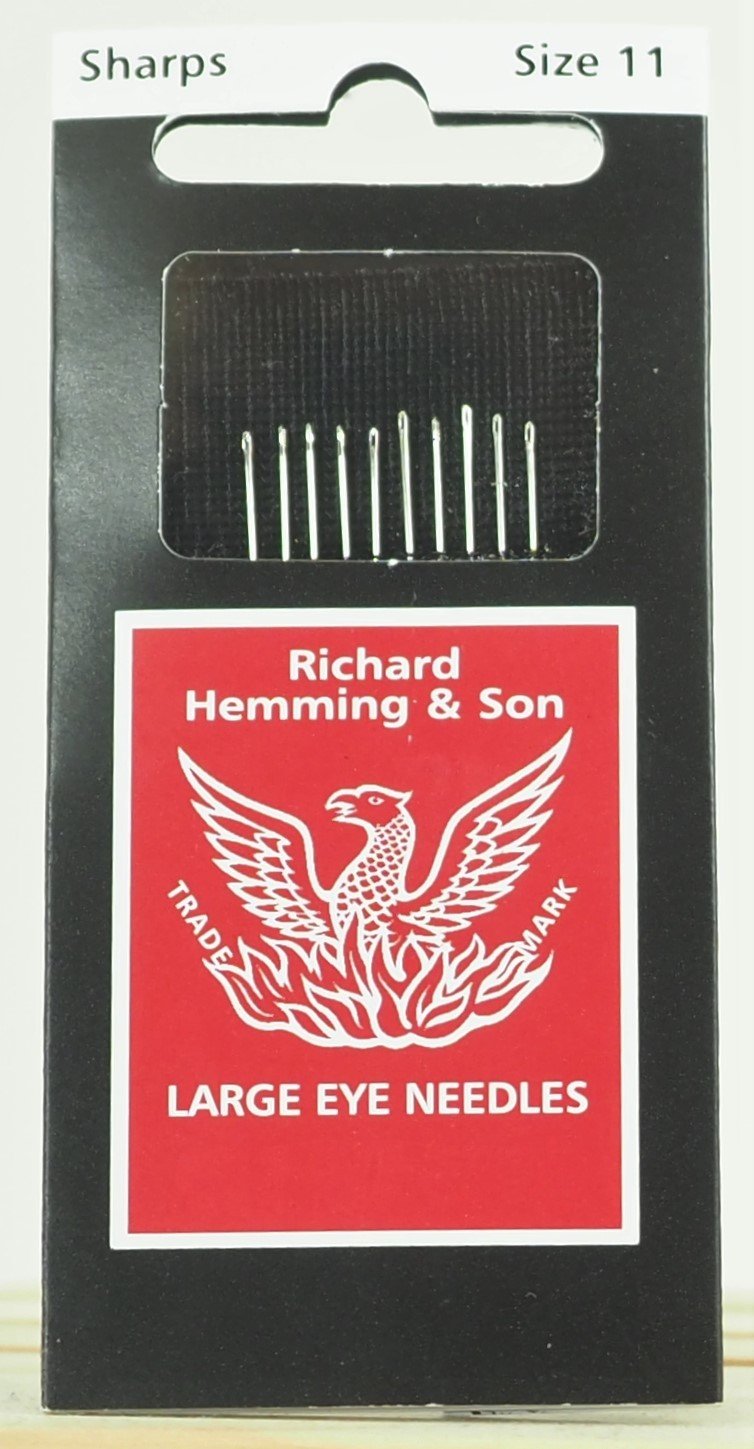 Sharps Size 11
Richard
Hemming & Son
TRADE MARK
LARGE EYE NEEDLES